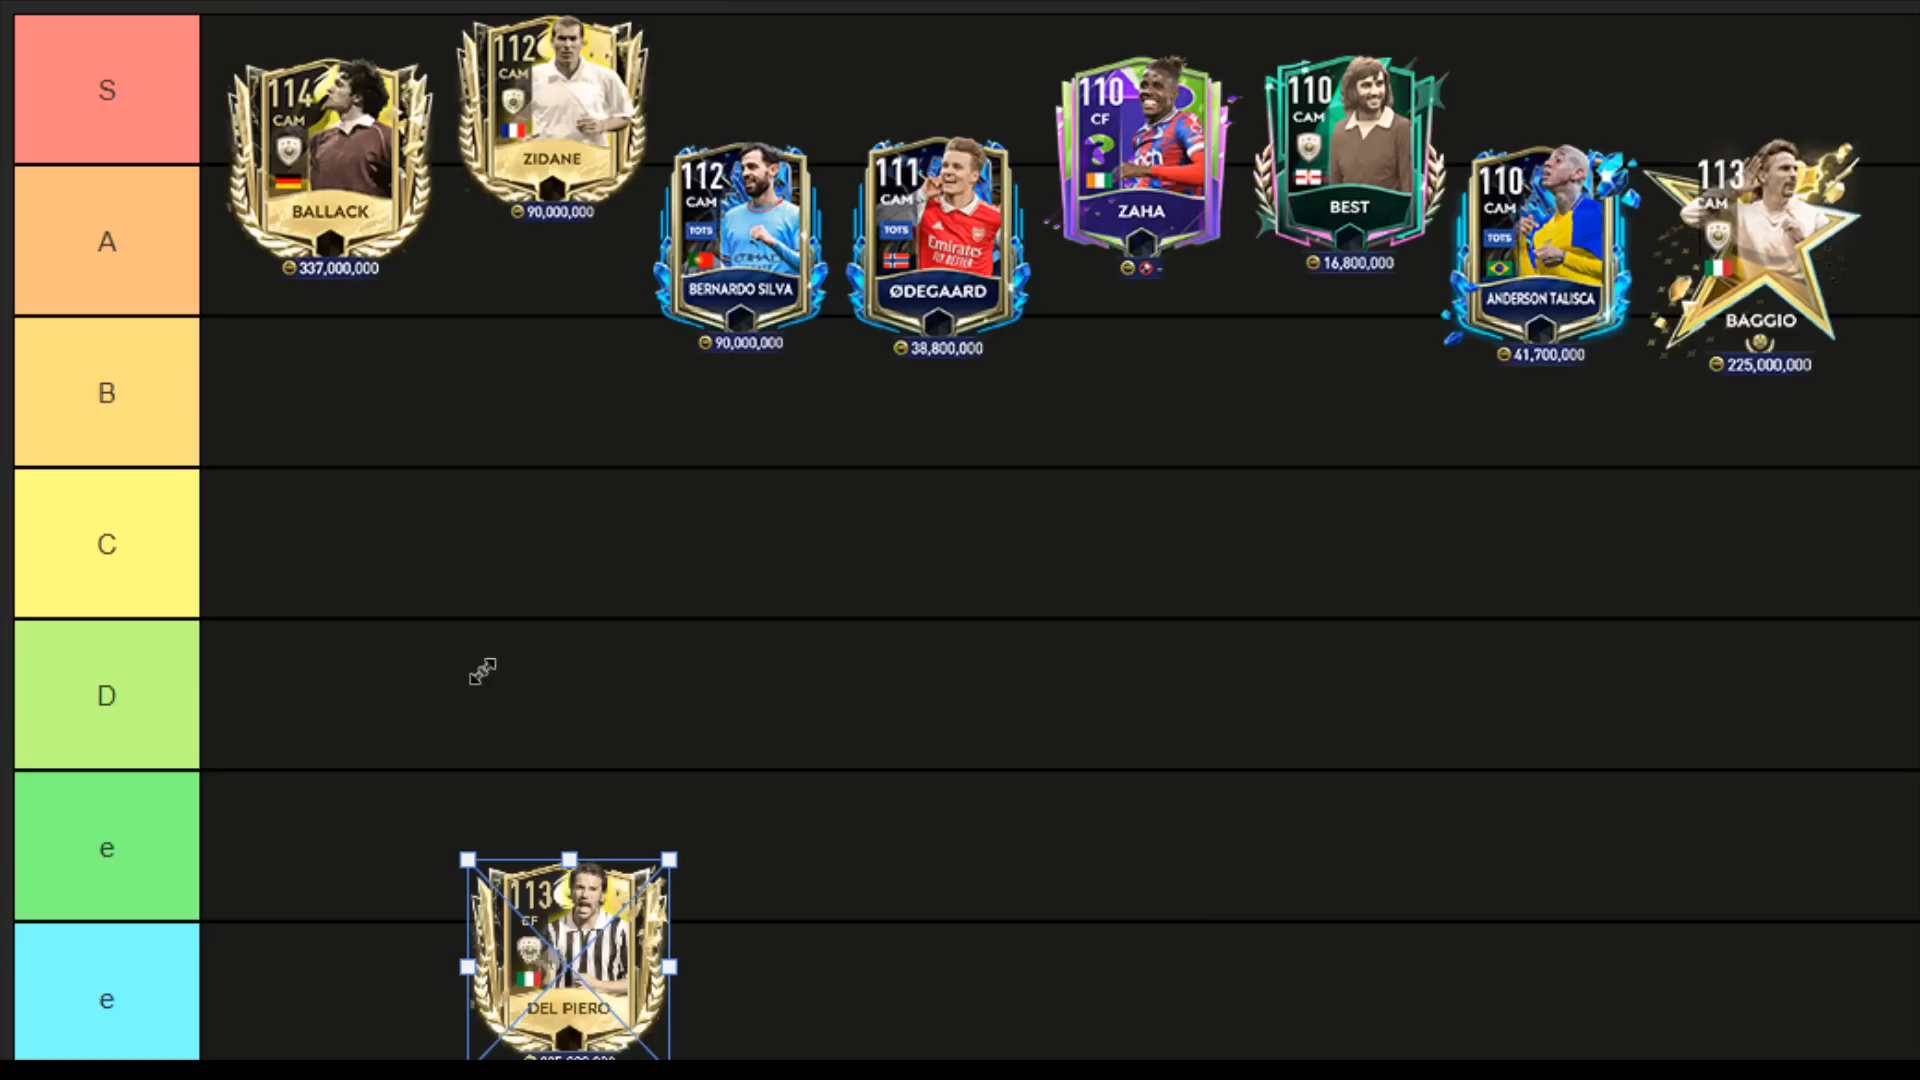 S
A
B
C
D
e
e
114
CAM
BALLACK
337,000,000
112
CAM
ZIDANE
90,000,000
112
CAM
TOTS
BERNARDO SILVA
90,000,000
111
CAM
TOTS
Emirates
FLY BETTER
ØDEGAARD
38,800,000
110
CF
?
ZAHA
-
110
CAM
BEST
16,800,000
110
CAM
TOTS
ANDERSON TALISCA
41,700,000
113
CAM
BAGGIO
225,000,000
113
CF
DEL PIERO